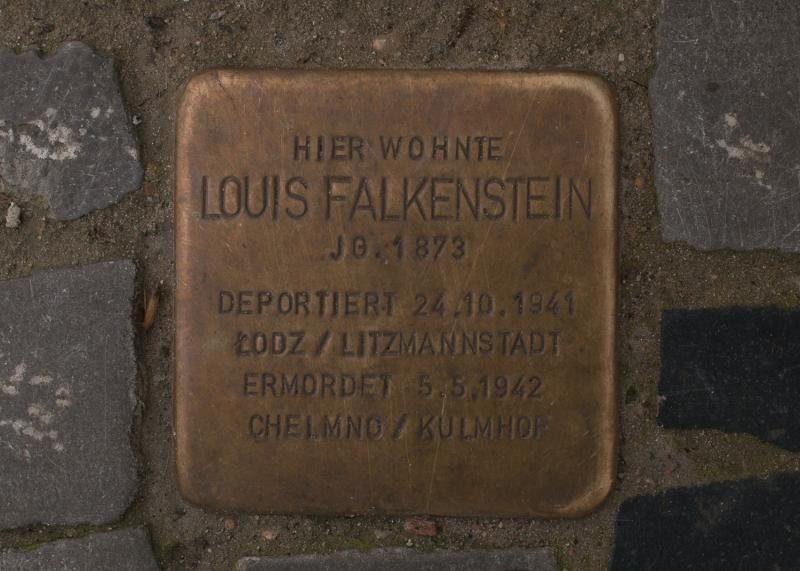 HIER WOHNTE
LOUIS FALKENSTEIN
JG. 1873
DEPORTIERT 24.10.1941
ŁODZ / LITZMANNSTADT
ERMORDET 5.5.1942
CHELMNO / KULMHOF